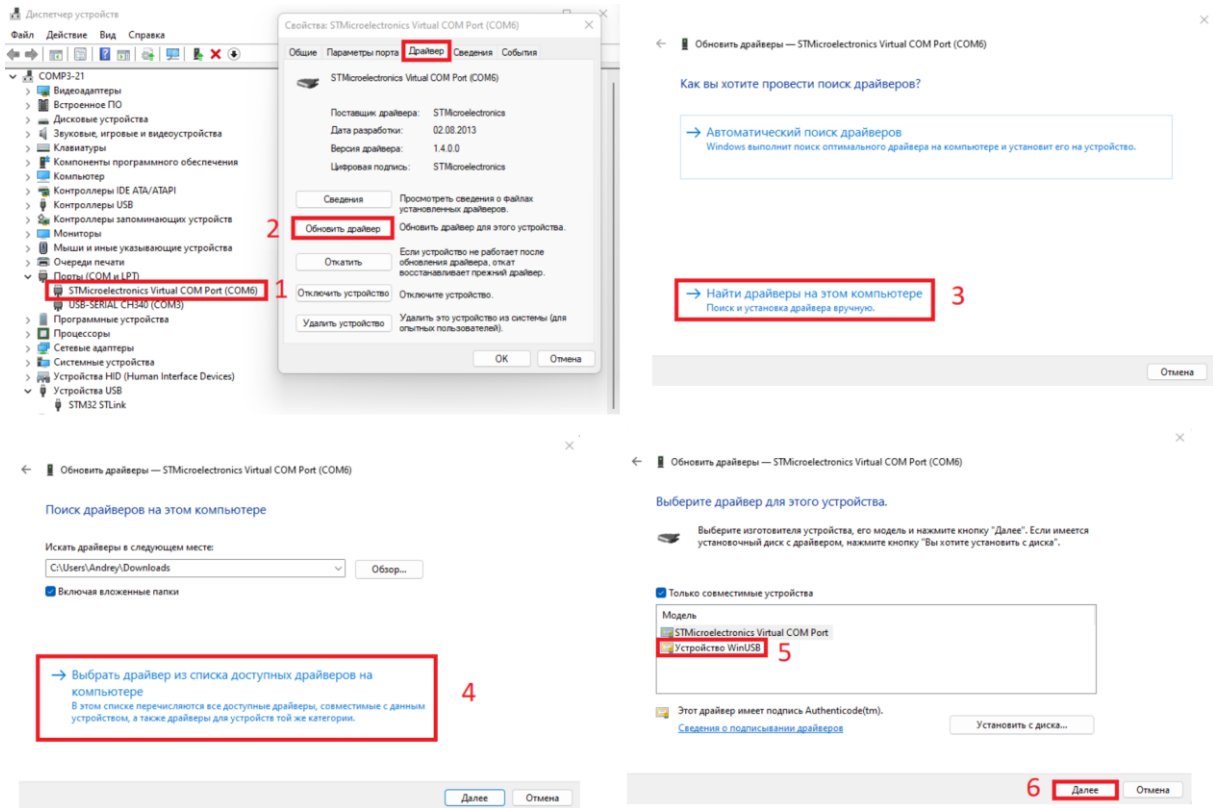 Диспетчер устройств
Файл Действие Вид Справка
COMP3-21
Видеоадаптеры
Встроенное ПО
Дисковые устройства
Звуковые, игровые и видеоустройства
Клавиатуры
Компоненты программного обеспечения
Компьютер
Контроллеры IDE ATA/ATAPI
Контроллеры USB
Контроллеры запоминающих устройств
Мониторы
Мыши и иные указывающие устройства
Очереди печати
Порты (COM и LPT)
STMicroelectronics Virtual COM Port (COM6)
1
USB-SERIAL CH340 (COM3)
Программные устройства
Процессоры
Сетевые адаптеры
Системные устройства
Устройства HID (Human Interface Devices)
Устройства USB
STM32 STLink
Свойства: STMicroelectronics Virtual COM Port (COM6)
Общие Параметры порта Драйвер Сведения События
STMicroelectronics Virtual COM Port (COM6)
Поставщик драйвера: STMicroelectronics
Дата разработки: 02.08.2013
Версия драйвера: 1.4.0.0
Цифровая подпись: STMicroelectronics
Сведения
Просмотреть сведения о файлах
установленных драйверов.
2
Обновить драйвер
Обновить драйвер для этого устройства.
Откатить
Если устройство не работает после
обновления драйвера, откат
восстанавливает прежний драйвер.
Отключить устройство
Отключите устройство.
Удалить устройство
Удалить это устройство из системы (для
опытных пользователей).
OK Отмена
Обновить драйверы — STMicroelectronics Virtual COM Port (COM6)
Как вы хотите провести поиск драйверов?
Автоматический поиск драйверов
Windows выполнит поиск оптимального драйвера на компьютере и установит его на устройство.
Найти драйверы на этом компьютере
Поиск и установка драйвера вручную.
3
Отмена
Обновить драйверы — STMicroelectronics Virtual COM Port (COM6)
Поиск драйверов на этом компьютере
Искать драйверы в следующем месте:
C:\Users\Andrey\Downloads
Обзор...
Включая вложенные папки
Выбрать драйвер из списка доступных драйверов на
компьютере
В этом списке перечисляются все доступные драйверы, совместимые с данным
устройством, а также драйверы для устройств той же категории.
4
Далее Отмена
Обновить драйверы — STMicroelectronics Virtual COM Port (COM6)
Выберите драйвер для этого устройства.
Выберите изготовителя устройства, его модель и нажмите кнопку "Далее". Если имеется
установочный диск с драйвером, нажмите кнопку "Вы хотите установить с диска".
Только совместимые устройства
Модель
STMicroelectronics Virtual COM Port
Устройство WinUSB
5
Этот драйвер имеет подпись Authenticode(tm).
Сведения о подписывании драйверов
Установить с диска...
6
Далее Отмена